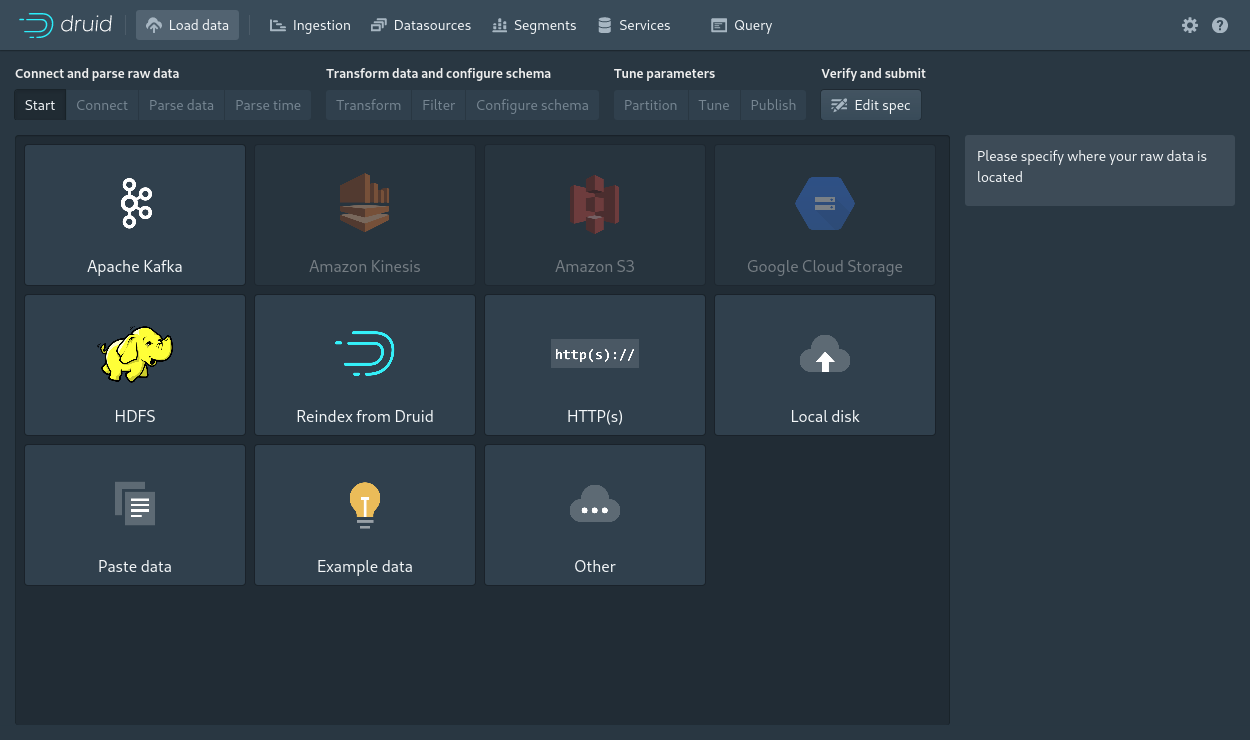 druid Load data Ingestion Datasources Segments Services Query
Connect and parse raw data Transform data and configure schema Tune parameters Verify and submit
Start Connect Parse data Parse time Transform Filter Configure schema Partition Tune Publish Edit spec
Please specify where your raw data is
located
Apache Kafka Amazon Kinesis Amazon S3 Google Cloud Storage
http(s)://
HDFS Reindex from Druid HTTP(s) Local disk
Paste data Example data Other